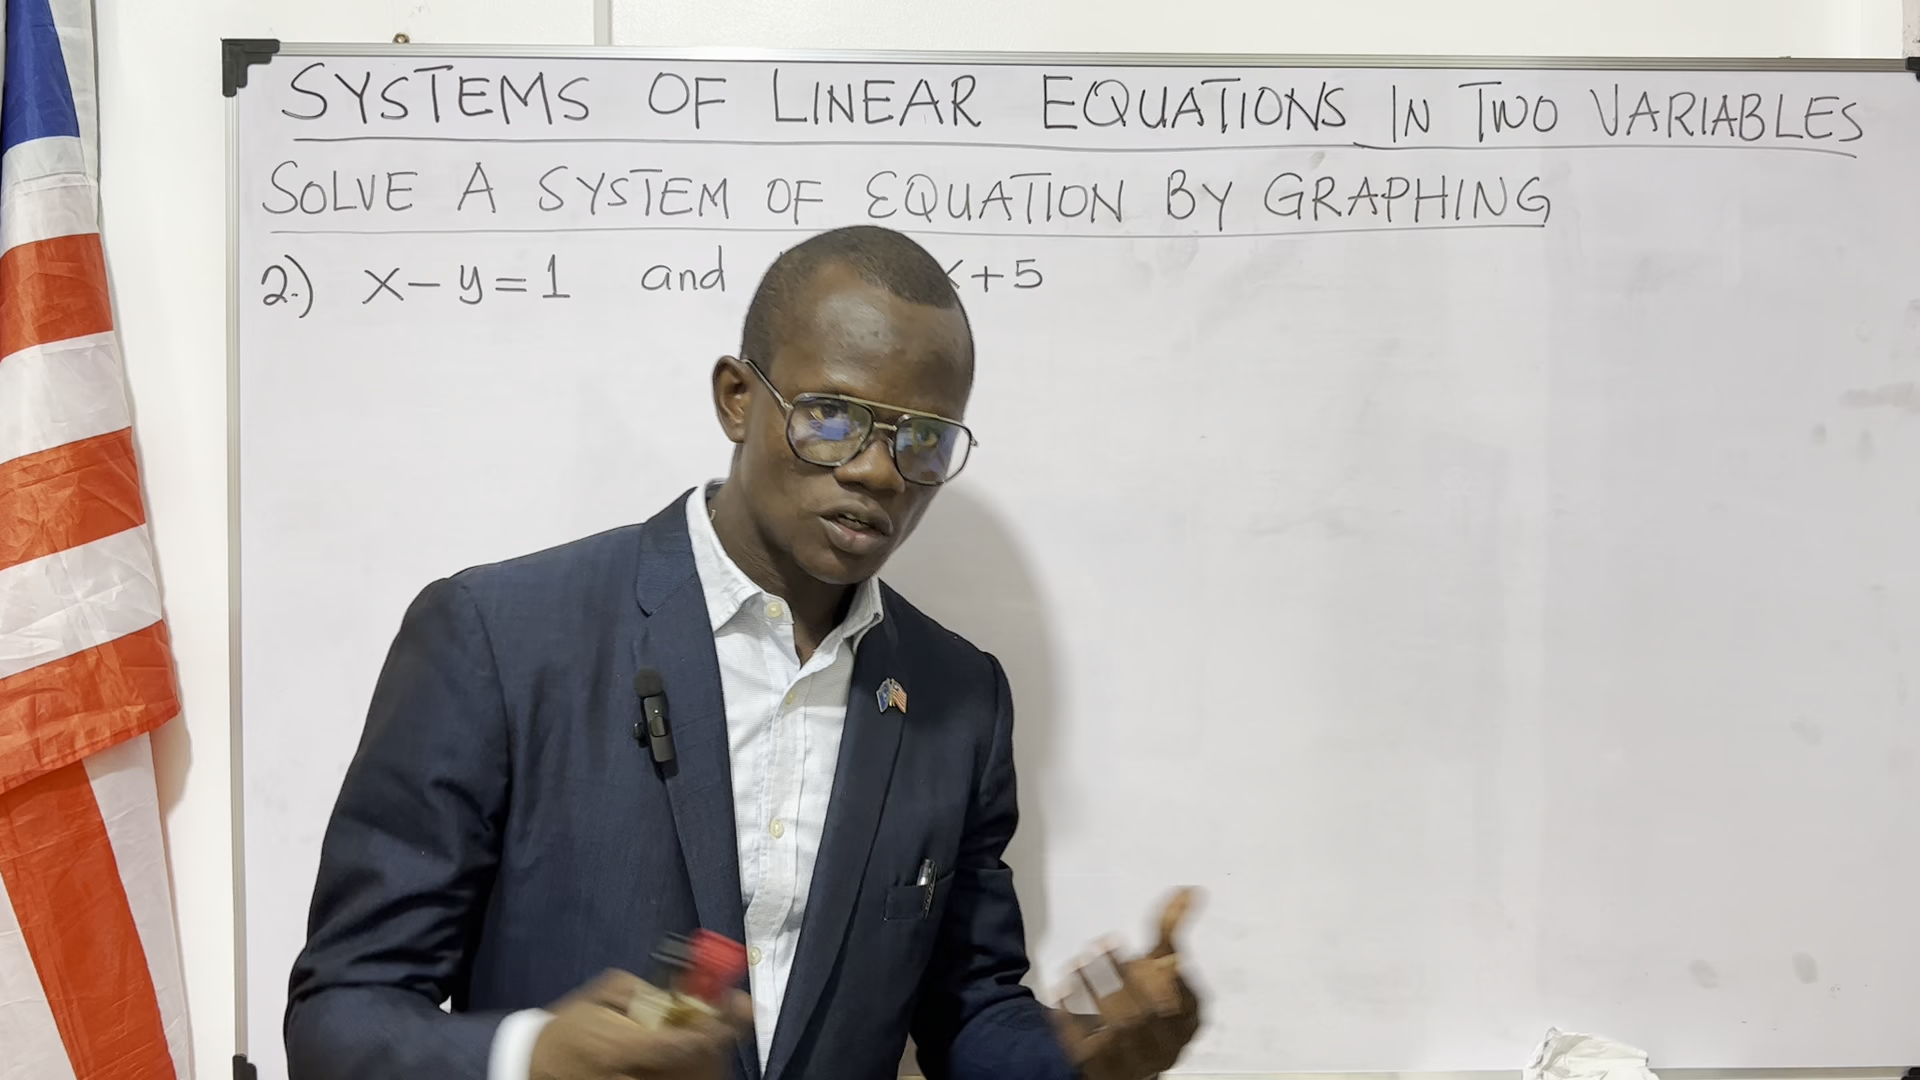 SYSTEMS OF LINEAR EQUATIONS IN TWO VARIABLES
SOLVE A SYSTEM OF EQUATION BY GRAPHING
2.) x-y=1 and x+5